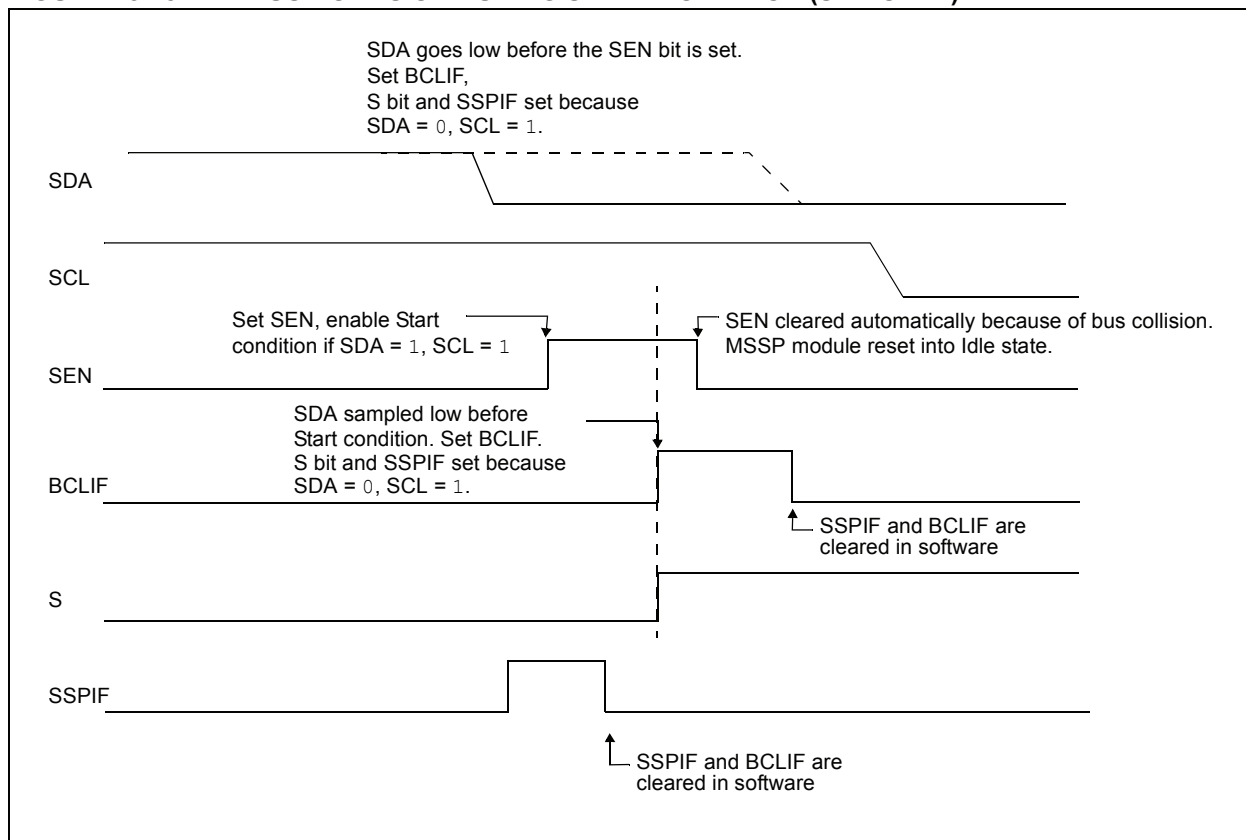 SDA goes low before the SEN bit is set.
Set BCLIF,
S bit and SSPIF set because
SDA = 0, SCL = 1.
SDA
SCL
Set SEN, enable Start
condition if SDA = 1, SCL = 1
SEN cleared automatically because of bus collision.
MSSP module reset into Idle state.
SEN
SDA sampled low before
Start condition. Set BCLIF.
S bit and SSPIF set because
SDA = 0, SCL = 1.
BCLIF
SSPIF and BCLIF are
cleared in software
S
SSPIF
SSPIF and BCLIF are
cleared in software